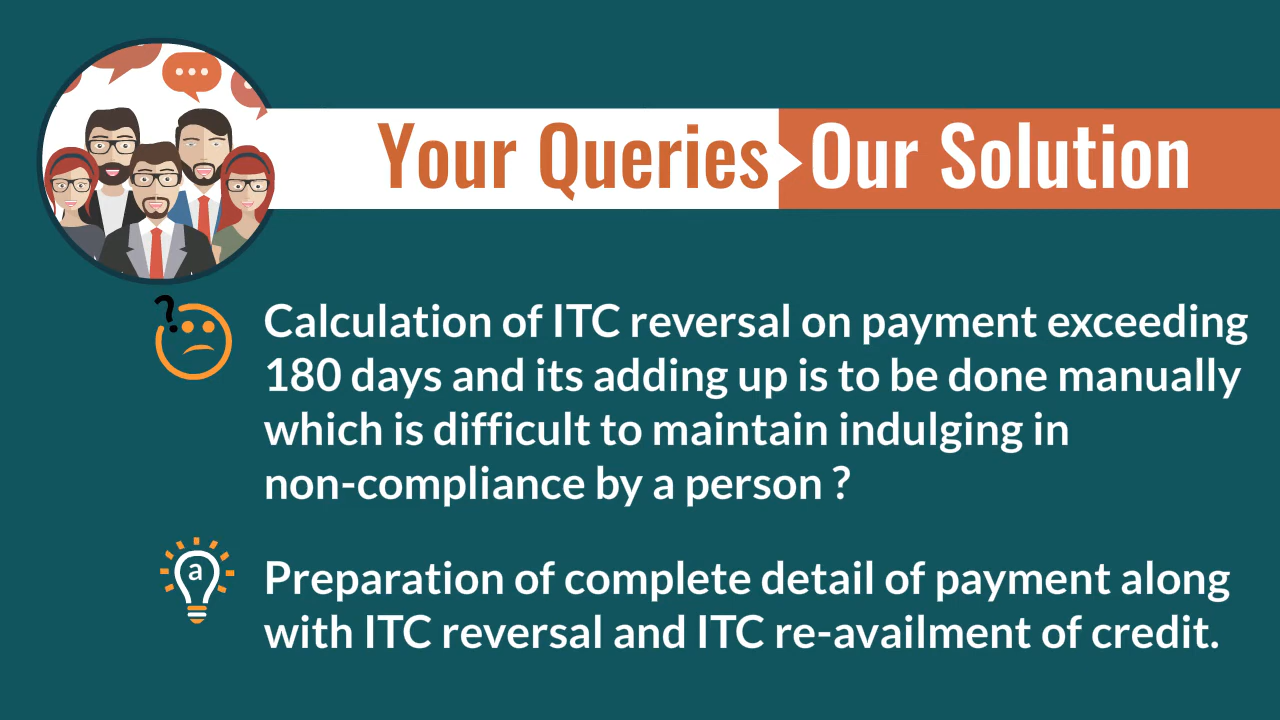 Your Queries Our Solution
?
Calculation of ITC reversal on payment exceeding
180 days and its adding up is to be done manually
which is difficult to maintain indulging in
non-compliance by a person ?
a
Preparation of complete detail of payment along
with ITC reversal and ITC re-availment of credit.